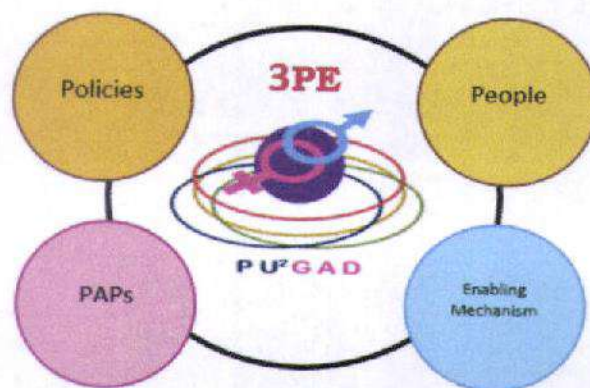 Policies
3PE
People
PU²GAD
PAPs
Enabling
Mechanism